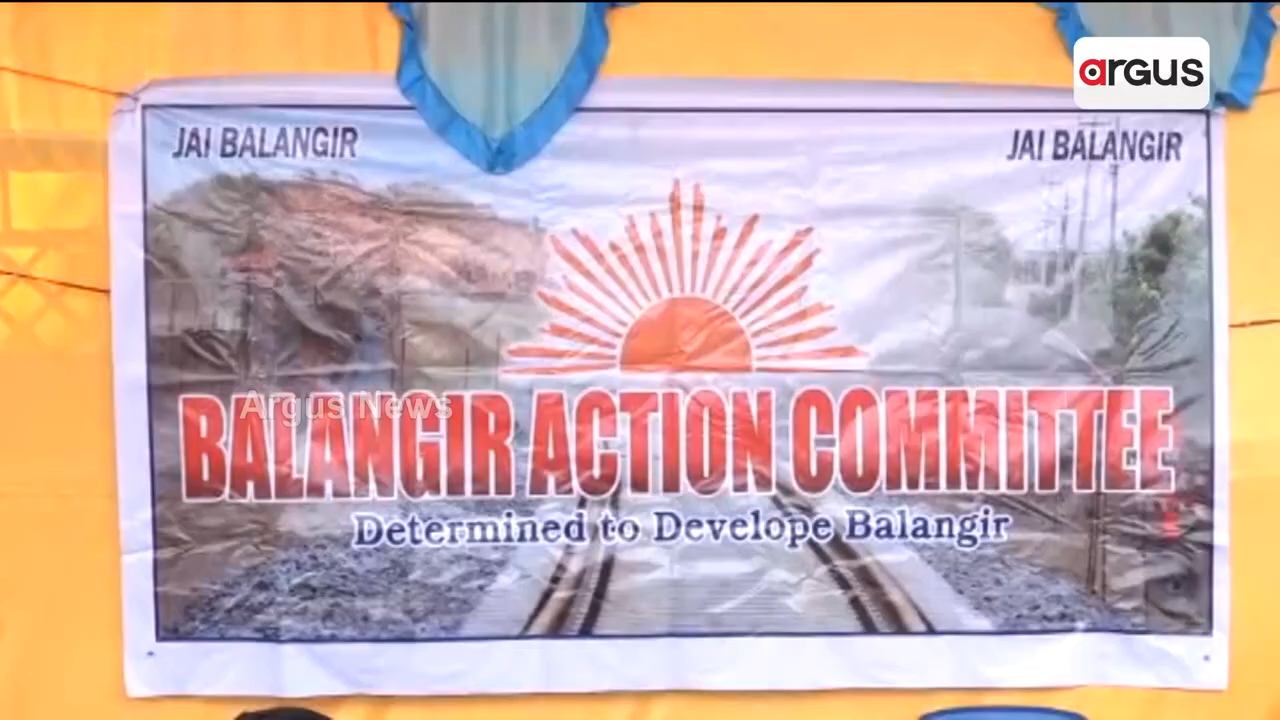 argus
JAI BALANGIR
JAI BALANGIR
BALANGIR ACTION COMMITTEE
Argus News
Determined to Develope Balangir